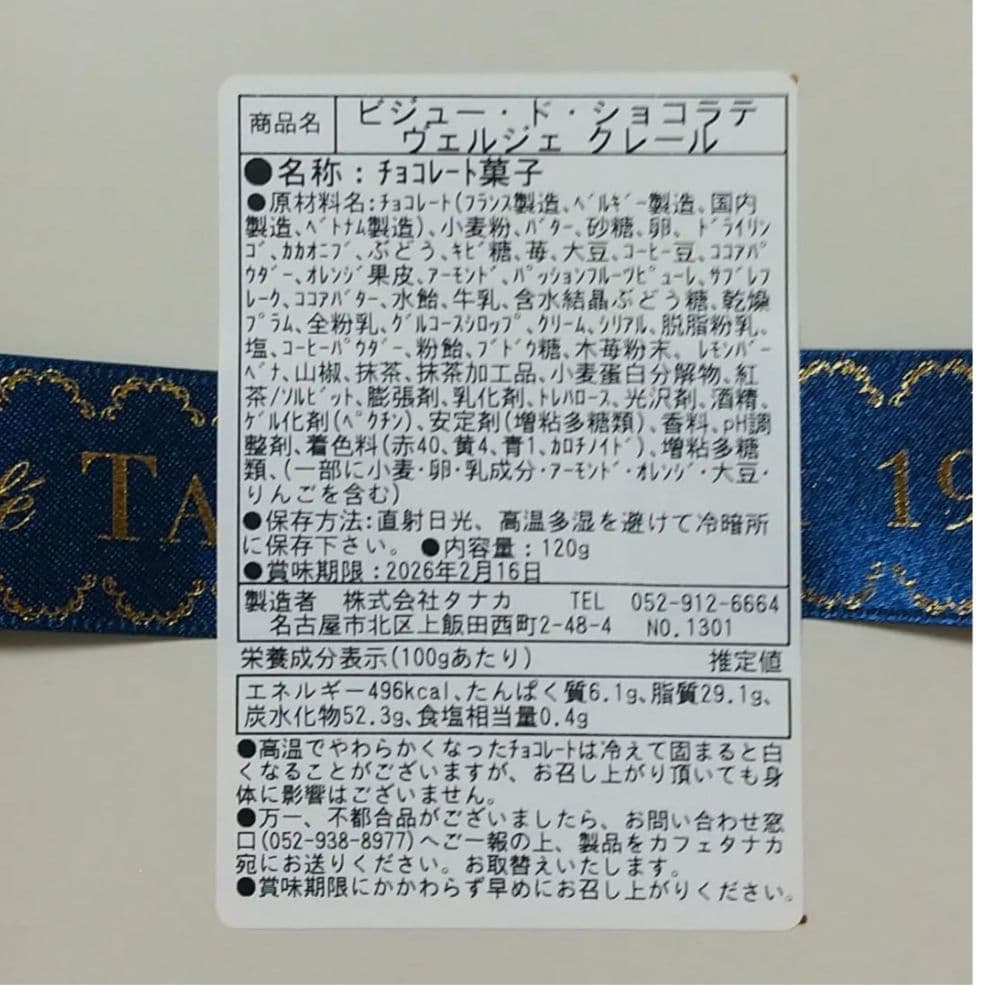 商品名
ビジュー・ド・ショコラテ
ヴェルジェ クレール
●名称:ﾁｮｺﾚｰﾄ菓子
●原材料名:ﾁｮｺﾚｰﾄ(ﾌﾗﾝｽ製造､ﾍﾞﾙｷﾞｰ製造､国内
製造､ﾍﾞﾄﾅﾑ製造)､小麦粉､ﾊﾞﾀｰ､砂糖､卵､ﾄﾞﾗｲﾘﾝ
ｺﾞ､ｶｶｵﾆﾌﾞ､ぶどう､ｷﾋﾞ糖､苺､大豆､ｺｰﾋｰ豆､ｺｺｱﾊﾟ
ｳﾀﾞｰ､ｵﾚﾝｼﾞ果皮､ｱｰﾓﾝﾄﾞ､ﾊﾟｯｼｮﾝﾌﾙｰﾂﾋﾟｭｰﾚ､ｻﾌﾞﾚﾌ
ﾚｰｸ､ｺｺｱﾊﾞﾀｰ､水飴､牛乳､含水結晶ぶどう糖､乾燥
ﾌﾟﾗﾑ､全粉乳､ｸﾞﾙｺｰｽｼﾛｯﾌﾟ､ｸﾘｰﾑ､ｼﾘｱﾙ､脱脂粉乳､
塩､ｺｰﾋｰﾊﾟｳﾀﾞｰ､粉飴､ﾌﾞﾄﾞｳ糖､木苺粉末､ﾚﾓﾝﾊﾞｰ
ﾍﾞﾅ､山椒､抹茶､抹茶加工品､小麦蛋白分解物､紅
茶/ｿﾙﾋﾞｯﾄ､膨張剤､乳化剤､ﾄﾚﾊﾛｰｽ､光沢剤､酒精､
ｹﾞﾙ化剤(ﾍﾟｸﾁﾝ)､安定剤(増粘多糖類)､香料､pH調
整剤､着色料(赤40､黄4､青1､ｶﾛﾁﾉｲﾄﾞ)､増粘多糖
類､(一部に小麦･卵･乳成分･ｱｰﾓﾝﾄﾞ･ｵﾚﾝｼﾞ･大豆･
りんごを含む)
●保存方法:直射日光、高温多湿を避けて冷暗所
に保存下さい。 ●内容量:120g
●賞味期限:2026年2月16日
製造者 株式会社タナカ TEL 052-912-6664
名古屋市北区上飯田西町2-48-4 NO.1301
栄養成分表示(100gあたり) 推定値
エネルギー496kcal､たんぱく質6.1g､脂質29.1g､
炭水化物52.3g､食塩相当量0.4g
●高温でやわらかくなったﾁｮｺﾚｰﾄは冷えて固まると白
くなることがございますが、お召し上がり頂いても身
体に影響はございません。
●万一、不都合品がございましたら、お問い合わせ窓
口(052-938-8977)へご一報の上、製品をカフェタナカ
宛にお送りください。お取替えいたします。
●賞味期限にかかわらず早めにお召し上がりください。
TA
19